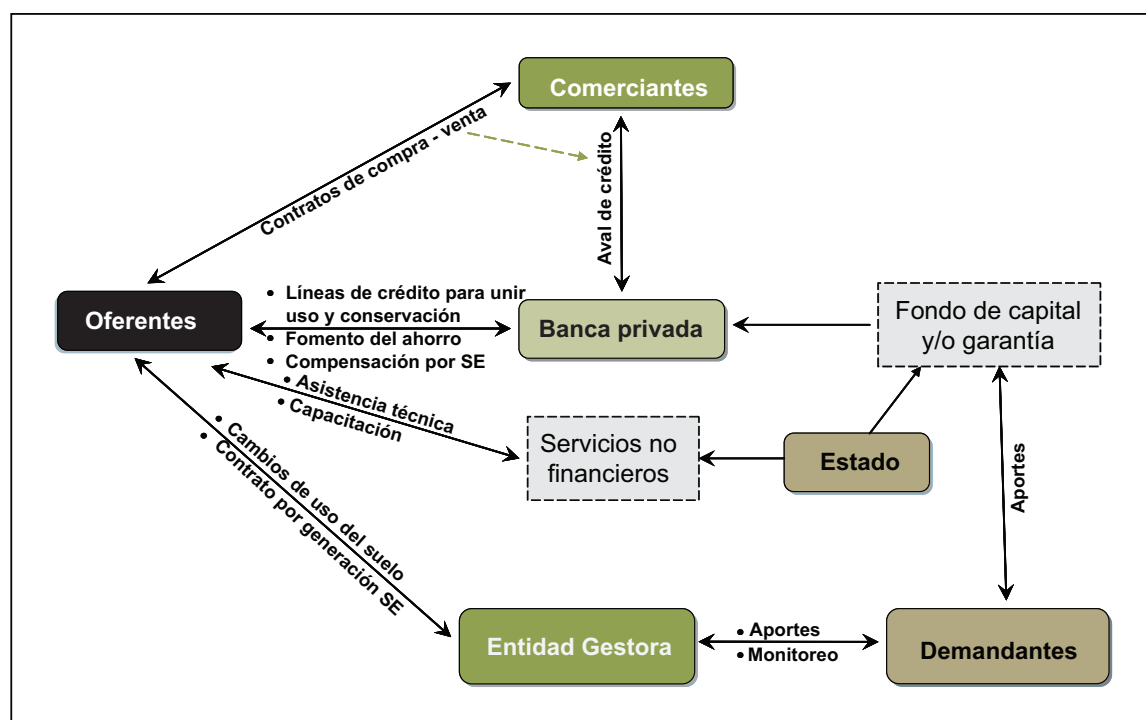 Comerciantes
Contratos de compra - venta
Aval de crédito
Oferentes
• Líneas de crédito para unir
uso y conservación
• Fomento del ahorro
• Compensación por SE
Banca privada
Fondo de capital
y/o garantía
• Asistencia técnica
• Capacitación
Servicios no
financieros
Estado
Aportes
• Cambios de uso del suelo
• Contrato por generación SE
Entidad Gestora
• Aportes
• Monitoreo
Demandantes